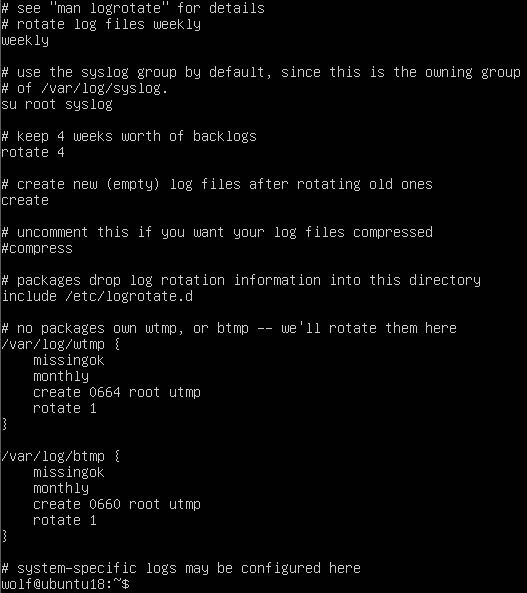 # see "man logrotate" for details
# rotate log files weekly
weekly

# use the syslog group by default, since this is the owning group
# of /var/log/syslog.
su root syslog

# keep 4 weeks worth of backlogs
rotate 4

# create new (empty) log files after rotating old ones
create

# uncomment this if you want your log files compressed
#compress

# packages drop log rotation information into this directory
include /etc/logrotate.d

# no packages own wtmp, or btmp -- we'll rotate them here
/var/log/wtmp {
    missingok
    monthly
    create 0664 root utmp
    rotate 1
}

/var/log/btmp {
    missingok
    monthly
    create 0660 root utmp
    rotate 1
}

# system-specific logs may be configured here
wolf@ubuntu18:~$